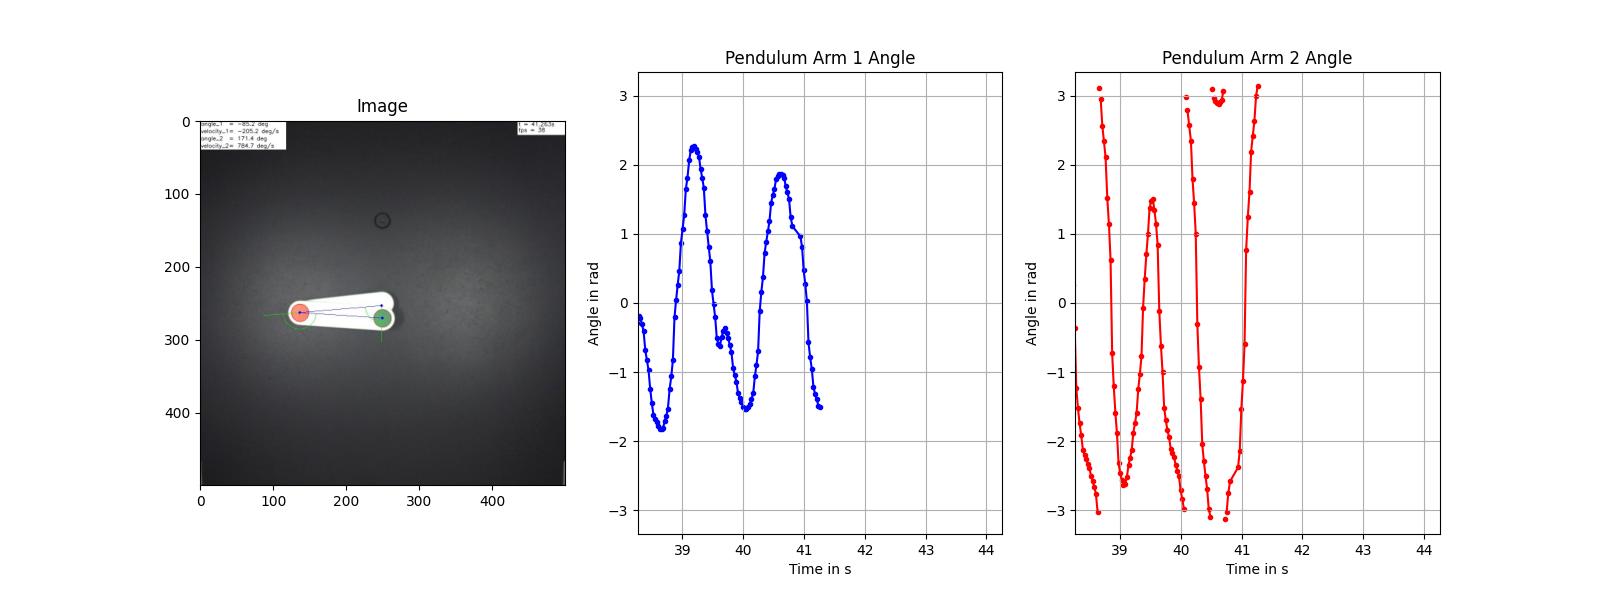 Image
angle_1 = -85.2 deg
velocity_1= -205.2 deg/s
angle_2 = 171.4 deg
velocity_2= 784.7 deg/s
t = 41.263s
fps = 38
0
100
200
300
400
0 100 200 300 400
Pendulum Arm 1 Angle
Angle in rad
3
2
1
0
−1
−2
−3
39 40 41 42 43 44
Time in s
Pendulum Arm 2 Angle
Angle in rad
3
2
1
0
−1
−2
−3
39 40 41 42 43 44
Time in s